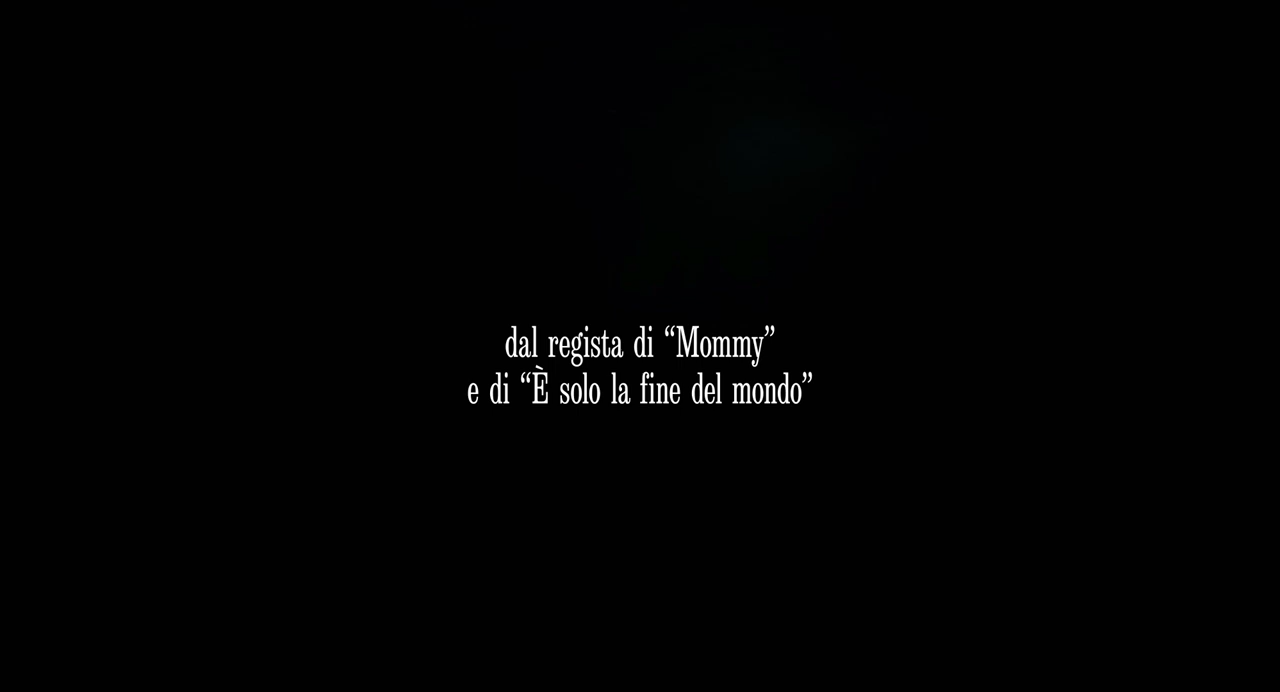 dal regista di “Mommy”
e di “È solo la fine del mondo”